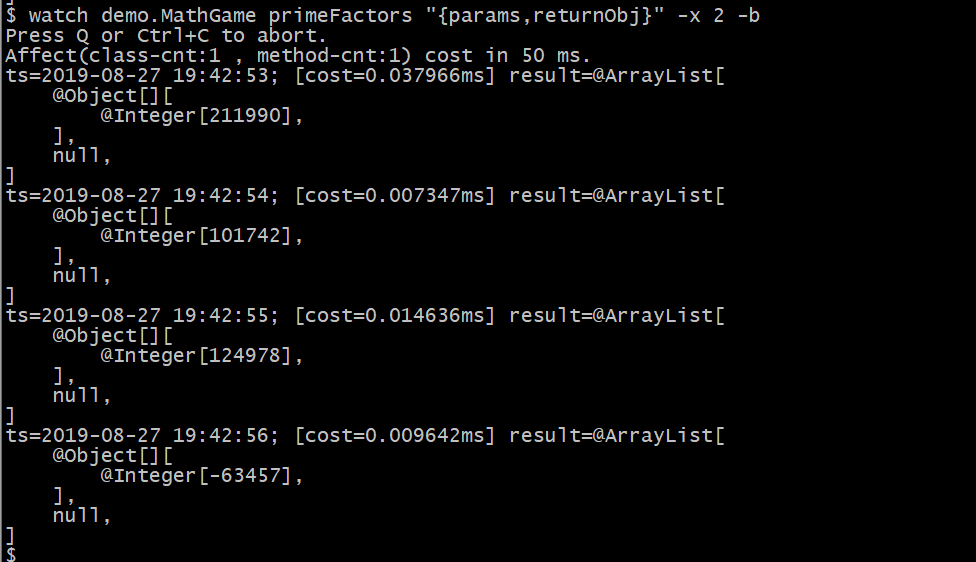 $ watch demo.MathGame primeFactors "{params,returnObj}" -x 2 -b
Press Q or Ctrl+C to abort.
Affect(class-cnt:1 , method-cnt:1) cost in 50 ms.
ts=2019-08-27 19:42:53; [cost=0.037966ms] result=@ArrayList[
    @Object[][
        @Integer[211990],
    ],
    null,
]
ts=2019-08-27 19:42:54; [cost=0.007347ms] result=@ArrayList[
    @Object[][
        @Integer[101742],
    ],
    null,
]
ts=2019-08-27 19:42:55; [cost=0.014636ms] result=@ArrayList[
    @Object[][
        @Integer[124978],
    ],
    null,
]
ts=2019-08-27 19:42:56; [cost=0.009642ms] result=@ArrayList[
    @Object[][
        @Integer[-63457],
    ],
    null,
]
$